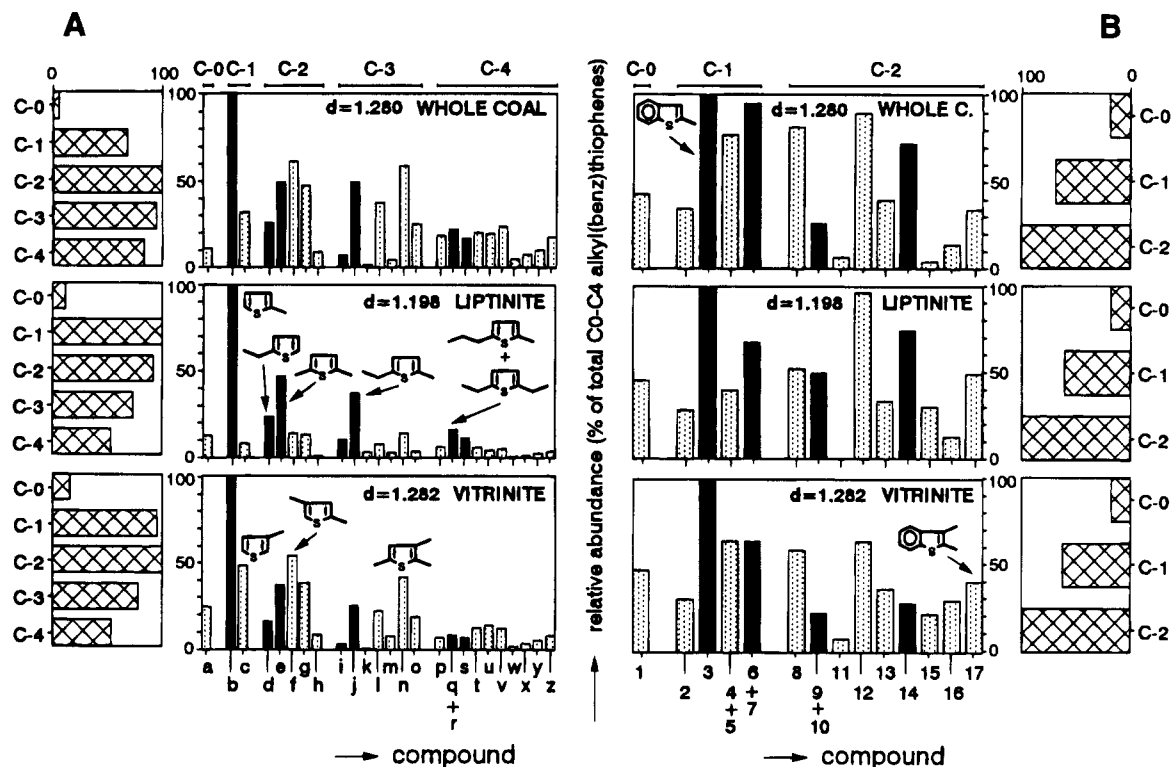 A
B
0 100
C-0 C-1 C-2 C-3 C-4
C-0 C-1 C-2
100 0
C-0
C-1
C-2
C-3
C-4
100
50
0
d=1.280 WHOLE COAL
S
100
50
0
d=1.280 WHOLE C.
C-0
C-1
C-2
C-0
C-1
C-2
C-3
C-4
100
50
0
d=1.198 LIPTINITE
S
S
S
S
S
+
S
100
50
0
d=1.198 LIPTINITE
C-0
C-1
C-2
C-0
C-1
C-2
C-3
C-4
100
50
0
d=1.282 VITRINITE
S
S
S
100
50
0
d=1.282 VITRINITE
S
C-0
C-1
C-2
a c e g i k m o p s u w y
b d f h j l n q t v x z
+
r
relative abundance (% of total C0-C4 alkyl(benz)thiophenes)
1 3 4 6 8 9 11 13 15 17
+ + +
2 5 7 10 12 14 16
→ compound
→ compound